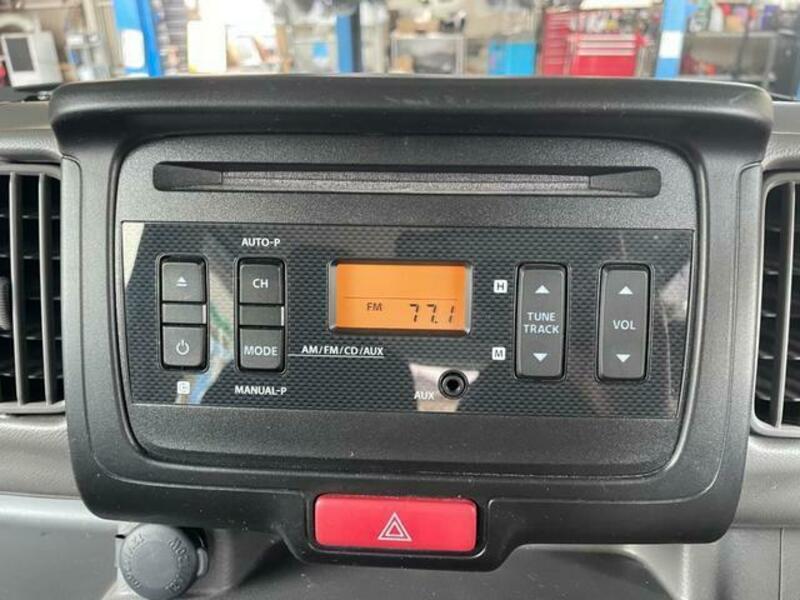 AUTO-P
CH
MODE
MANUAL-P
AM/FM/CD/AUX
FM 77.1
AUX
H
M
TUNE
TRACK
VOL